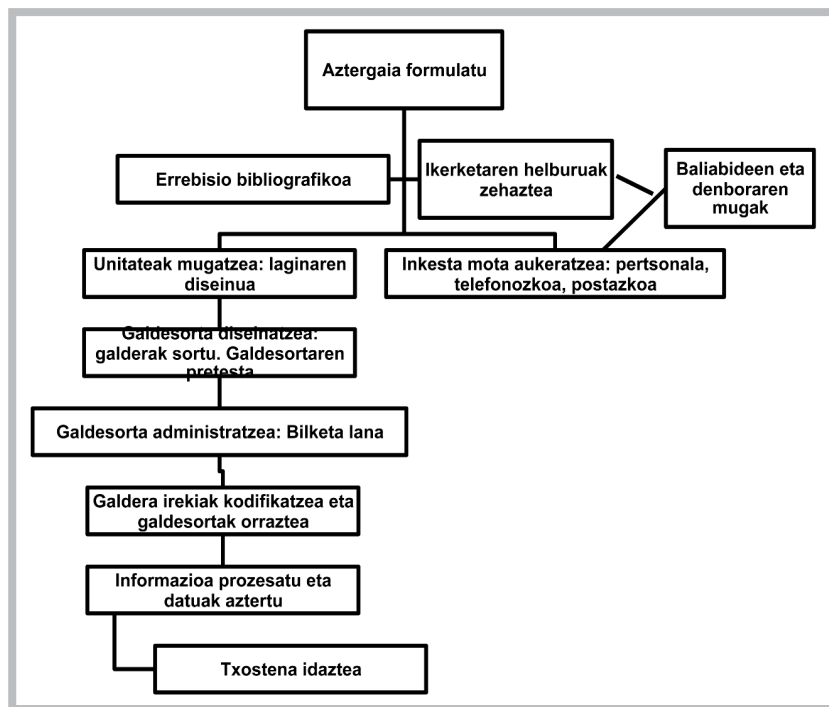 Aztergaia formulatu
Errebisio bibliografikoa
Ikerketaren helburuak
zehaztea
Baliabideen eta
denboraren
mugak
Unitateak mugatzea: laginaren
diseinua
Inkesta mota aukeratzea: pertsonala,
telefonozkoa, postazkoa
Galdesorta diseinatzea:
galderak sortu. Galdesortaren
pretesta
Galdesorta administratzea: Bilketa lana
Galdera irekiak kodifikatzea eta
galdesortak orraztea
Informazioa prozesatu eta
datuak aztertu
Txostena idaztea